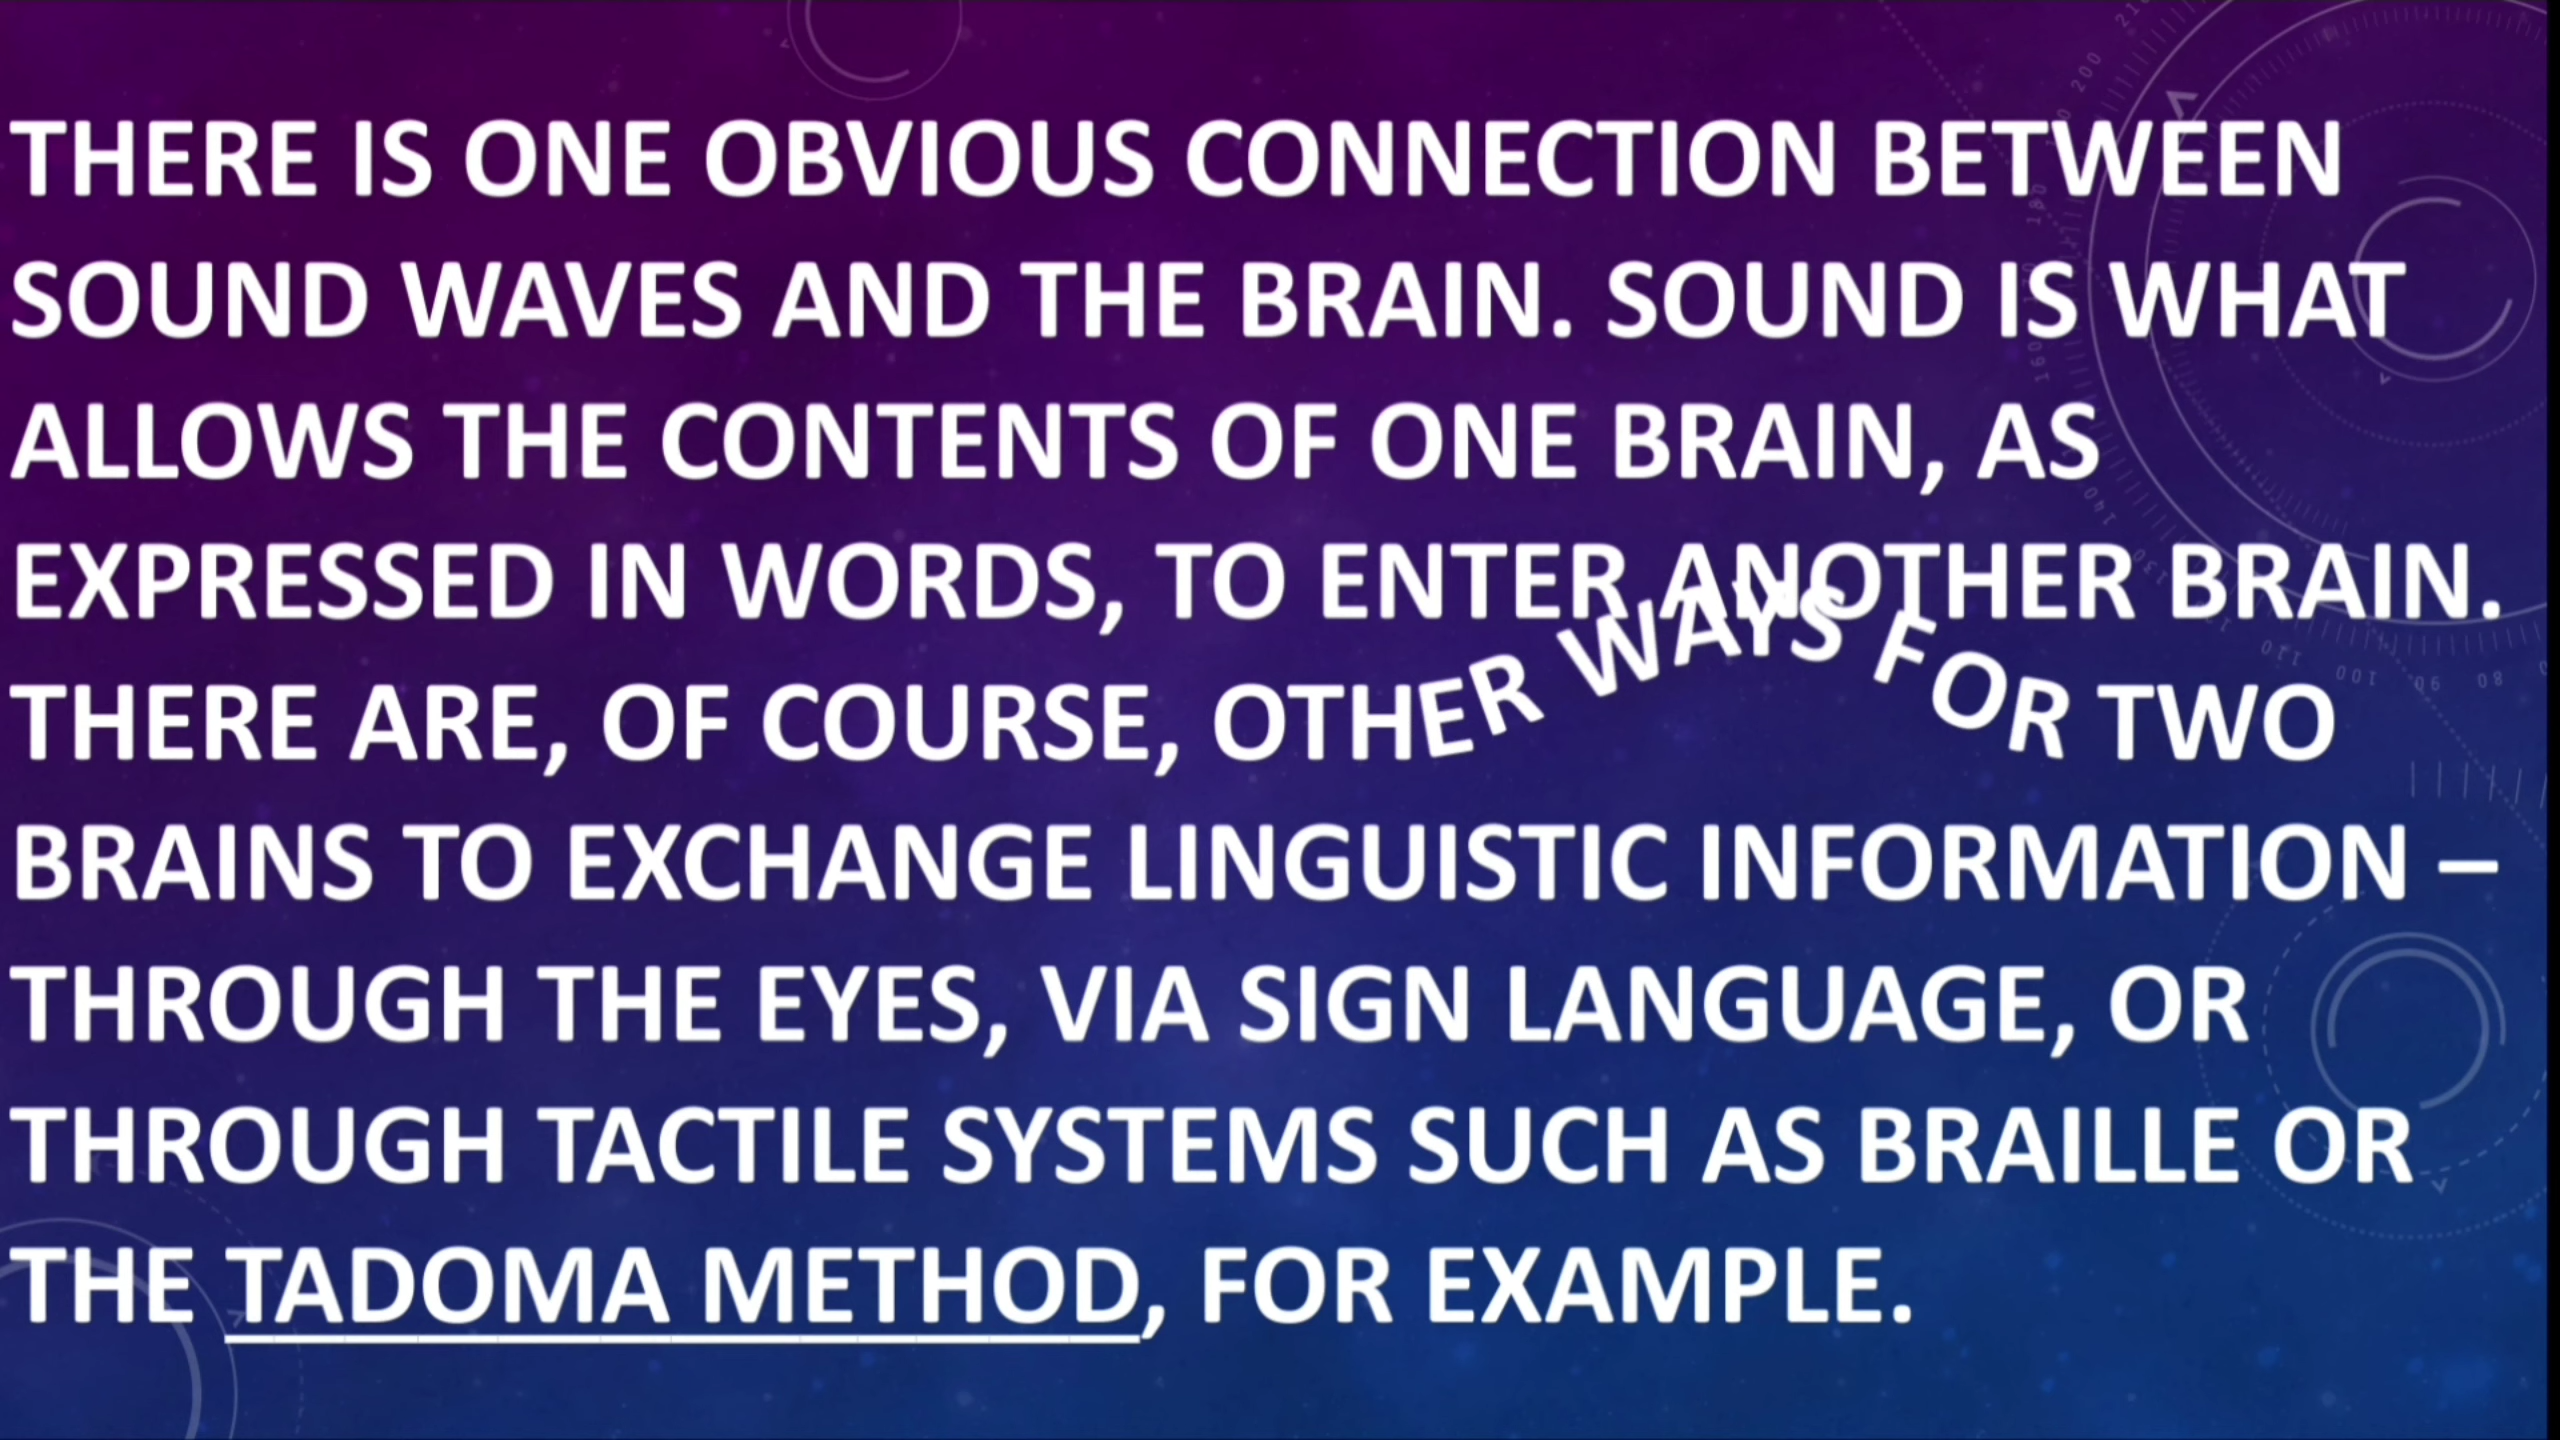 THERE IS ONE OBVIOUS CONNECTION BETWEEN
SOUND WAVES AND THE BRAIN. SOUND IS WHAT
ALLOWS THE CONTENTS OF ONE BRAIN, AS
EXPRESSED IN WORDS, TO ENTER ANOTHER BRAIN.
THERE ARE, OF COURSE, OTHER WAYS FOR TWO
BRAINS TO EXCHANGE LINGUISTIC INFORMATION –
THROUGH THE EYES, VIA SIGN LANGUAGE, OR
THROUGH TACTILE SYSTEMS SUCH AS BRAILLE OR
THE TADOMA METHOD, FOR EXAMPLE.